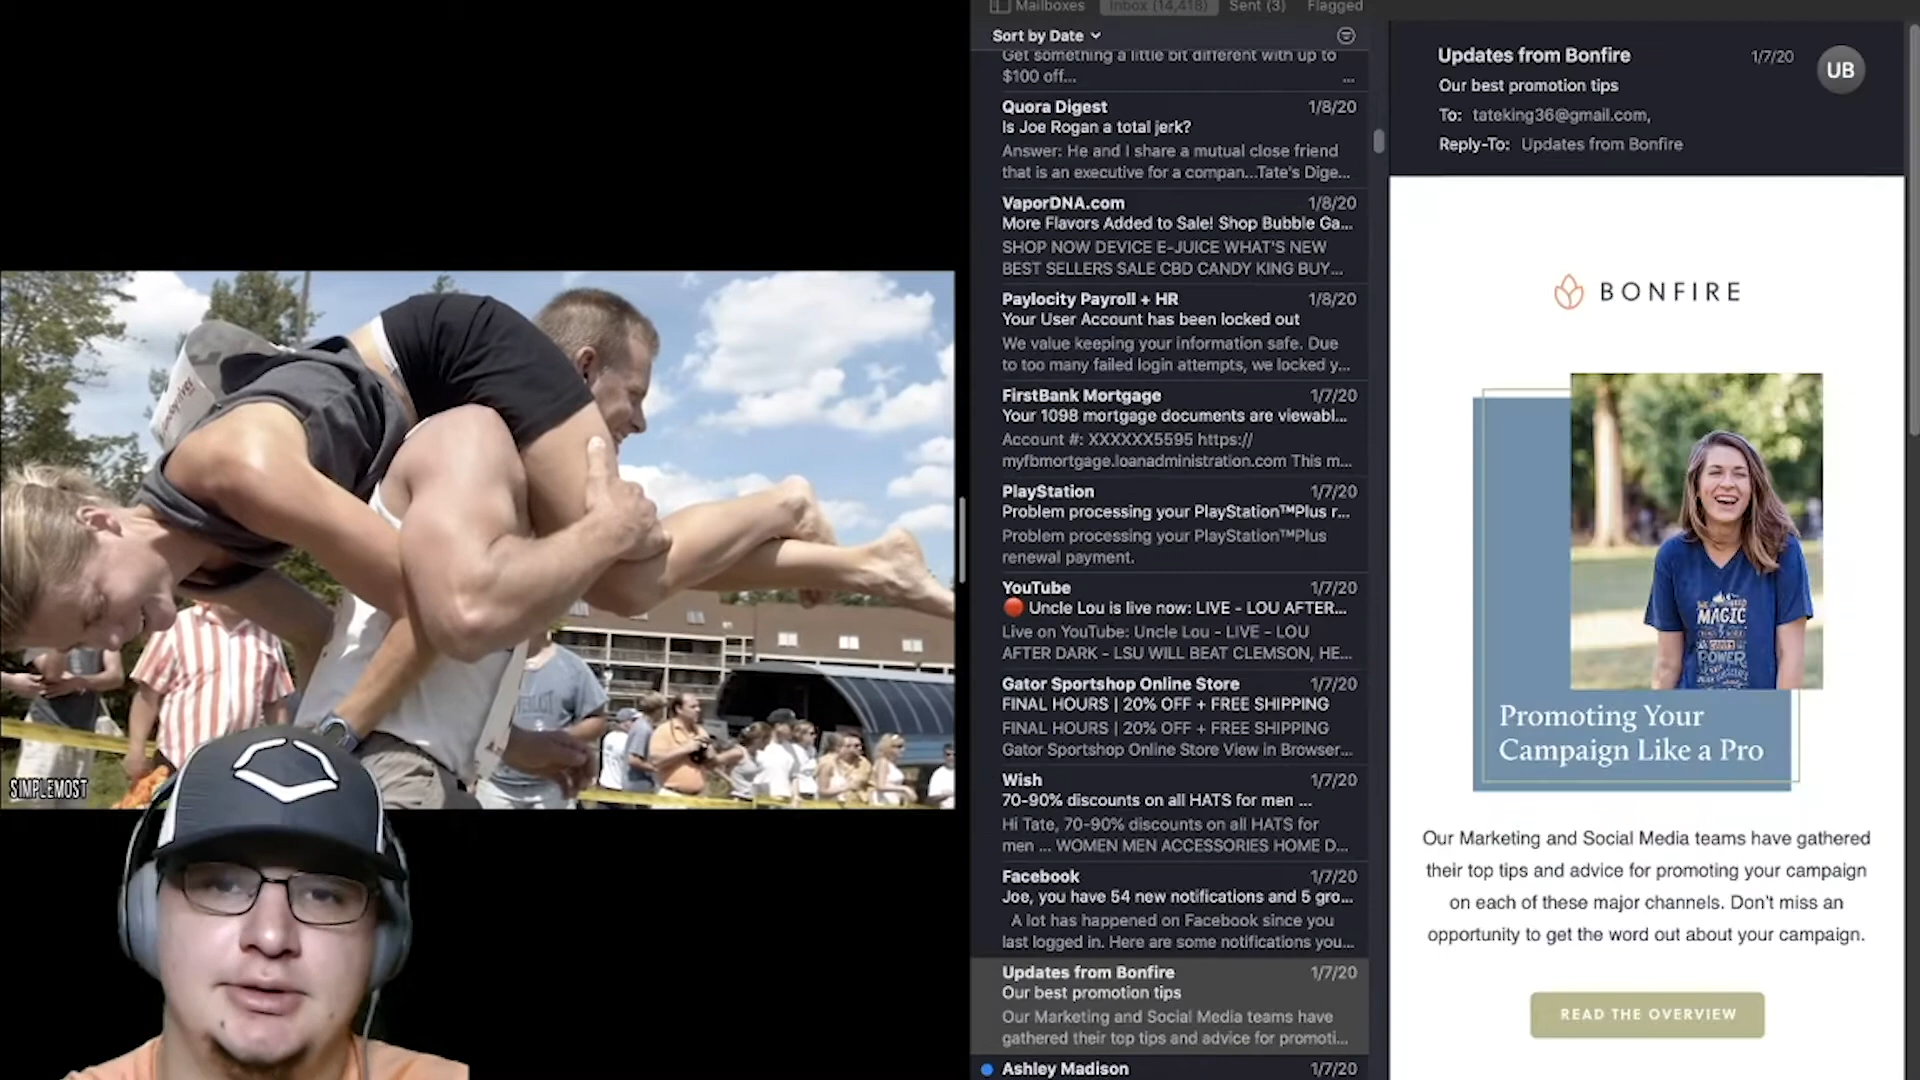 Mailboxes
Inbox (14,418)
Sent (3)
Flagged
Sort by Date
Get something a little bit different with up to
$100 off...
...
Quora Digest 1/8/20
Is Joe Rogan a total jerk?
Answer: He and I share a mutual close friend
that is an executive for a compan...Tate's Dige...
VaporDNA.com 1/8/20
More Flavors Added to Sale! Shop Bubble Ga...
SHOP NOW DEVICE E-JUICE WHAT'S NEW
BEST SELLERS SALE CBD CANDY KING BUY...
Paylocity Payroll + HR 1/8/20
Your User Account has been locked out
We value keeping your information safe. Due
to too many failed login attempts, we locked y...
FirstBank Mortgage 1/7/20
Your 1098 mortgage documents are viewabl...
Account #: XXXXXX5595 https://
myfbmortgage.loanadministration.com This m...
PlayStation 1/7/20
Problem processing your PlayStation™Plus r...
Problem processing your PlayStation™Plus
renewal payment.
YouTube 1/7/20
Uncle Lou is live now: LIVE - LOU AFTER...
Live on YouTube: Uncle Lou - LIVE - LOU
AFTER DARK - LSU WILL BEAT CLEMSON, HE...
Gator Sportshop Online Store 1/7/20
FINAL HOURS | 20% OFF + FREE SHIPPING
FINAL HOURS | 20% OFF + FREE SHIPPING
Gator Sportshop Online Store View in Browser...
Wish 1/7/20
70-90% discounts on all HATS for men ...
Hi Tate, 70-90% discounts on all HATS for
men ... WOMEN MEN ACCESSORIES HOME D...
Facebook 1/7/20
Joe, you have 54 new notifications and 5 gro...
A lot has happened on Facebook since you
last logged in. Here are some notifications you...
Updates from Bonfire 1/7/20
Our best promotion tips
Our Marketing and Social Media teams have
gathered their top tips and advice for promoti...
Ashley Madison 1/7/20
Updates from Bonfire 1/7/20
UB
Our best promotion tips
To: tateking36@gmail.com,
Reply-To: Updates from Bonfire
BONFIRE
MAGIC
POWER
Promoting Your
Campaign Like a Pro
Our Marketing and Social Media teams have gathered
their top tips and advice for promoting your campaign
on each of these major channels. Don't miss an
opportunity to get the word out about your campaign.
READ THE OVERVIEW
SIMPLEMOST